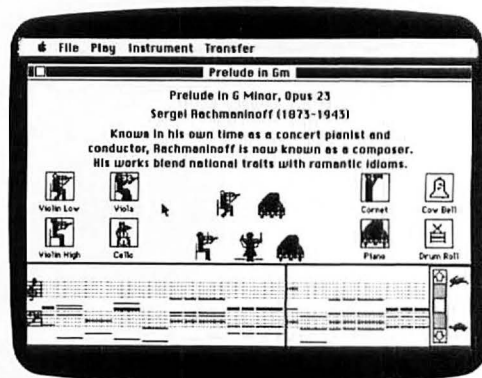 File Play Instrument Transfer
Prelude in Gm
Prelude in G Minor, Opus 23
Sergei Rachmaninoff (1873-1943)
Known in his own time as a concert pianist and
conductor, Rachmaninoff is now known as a composer.
His works blend national traits with romantic idioms.
Violin Low Viola Cornet Cow Bell
Violin High Cello Piano Drum Roll